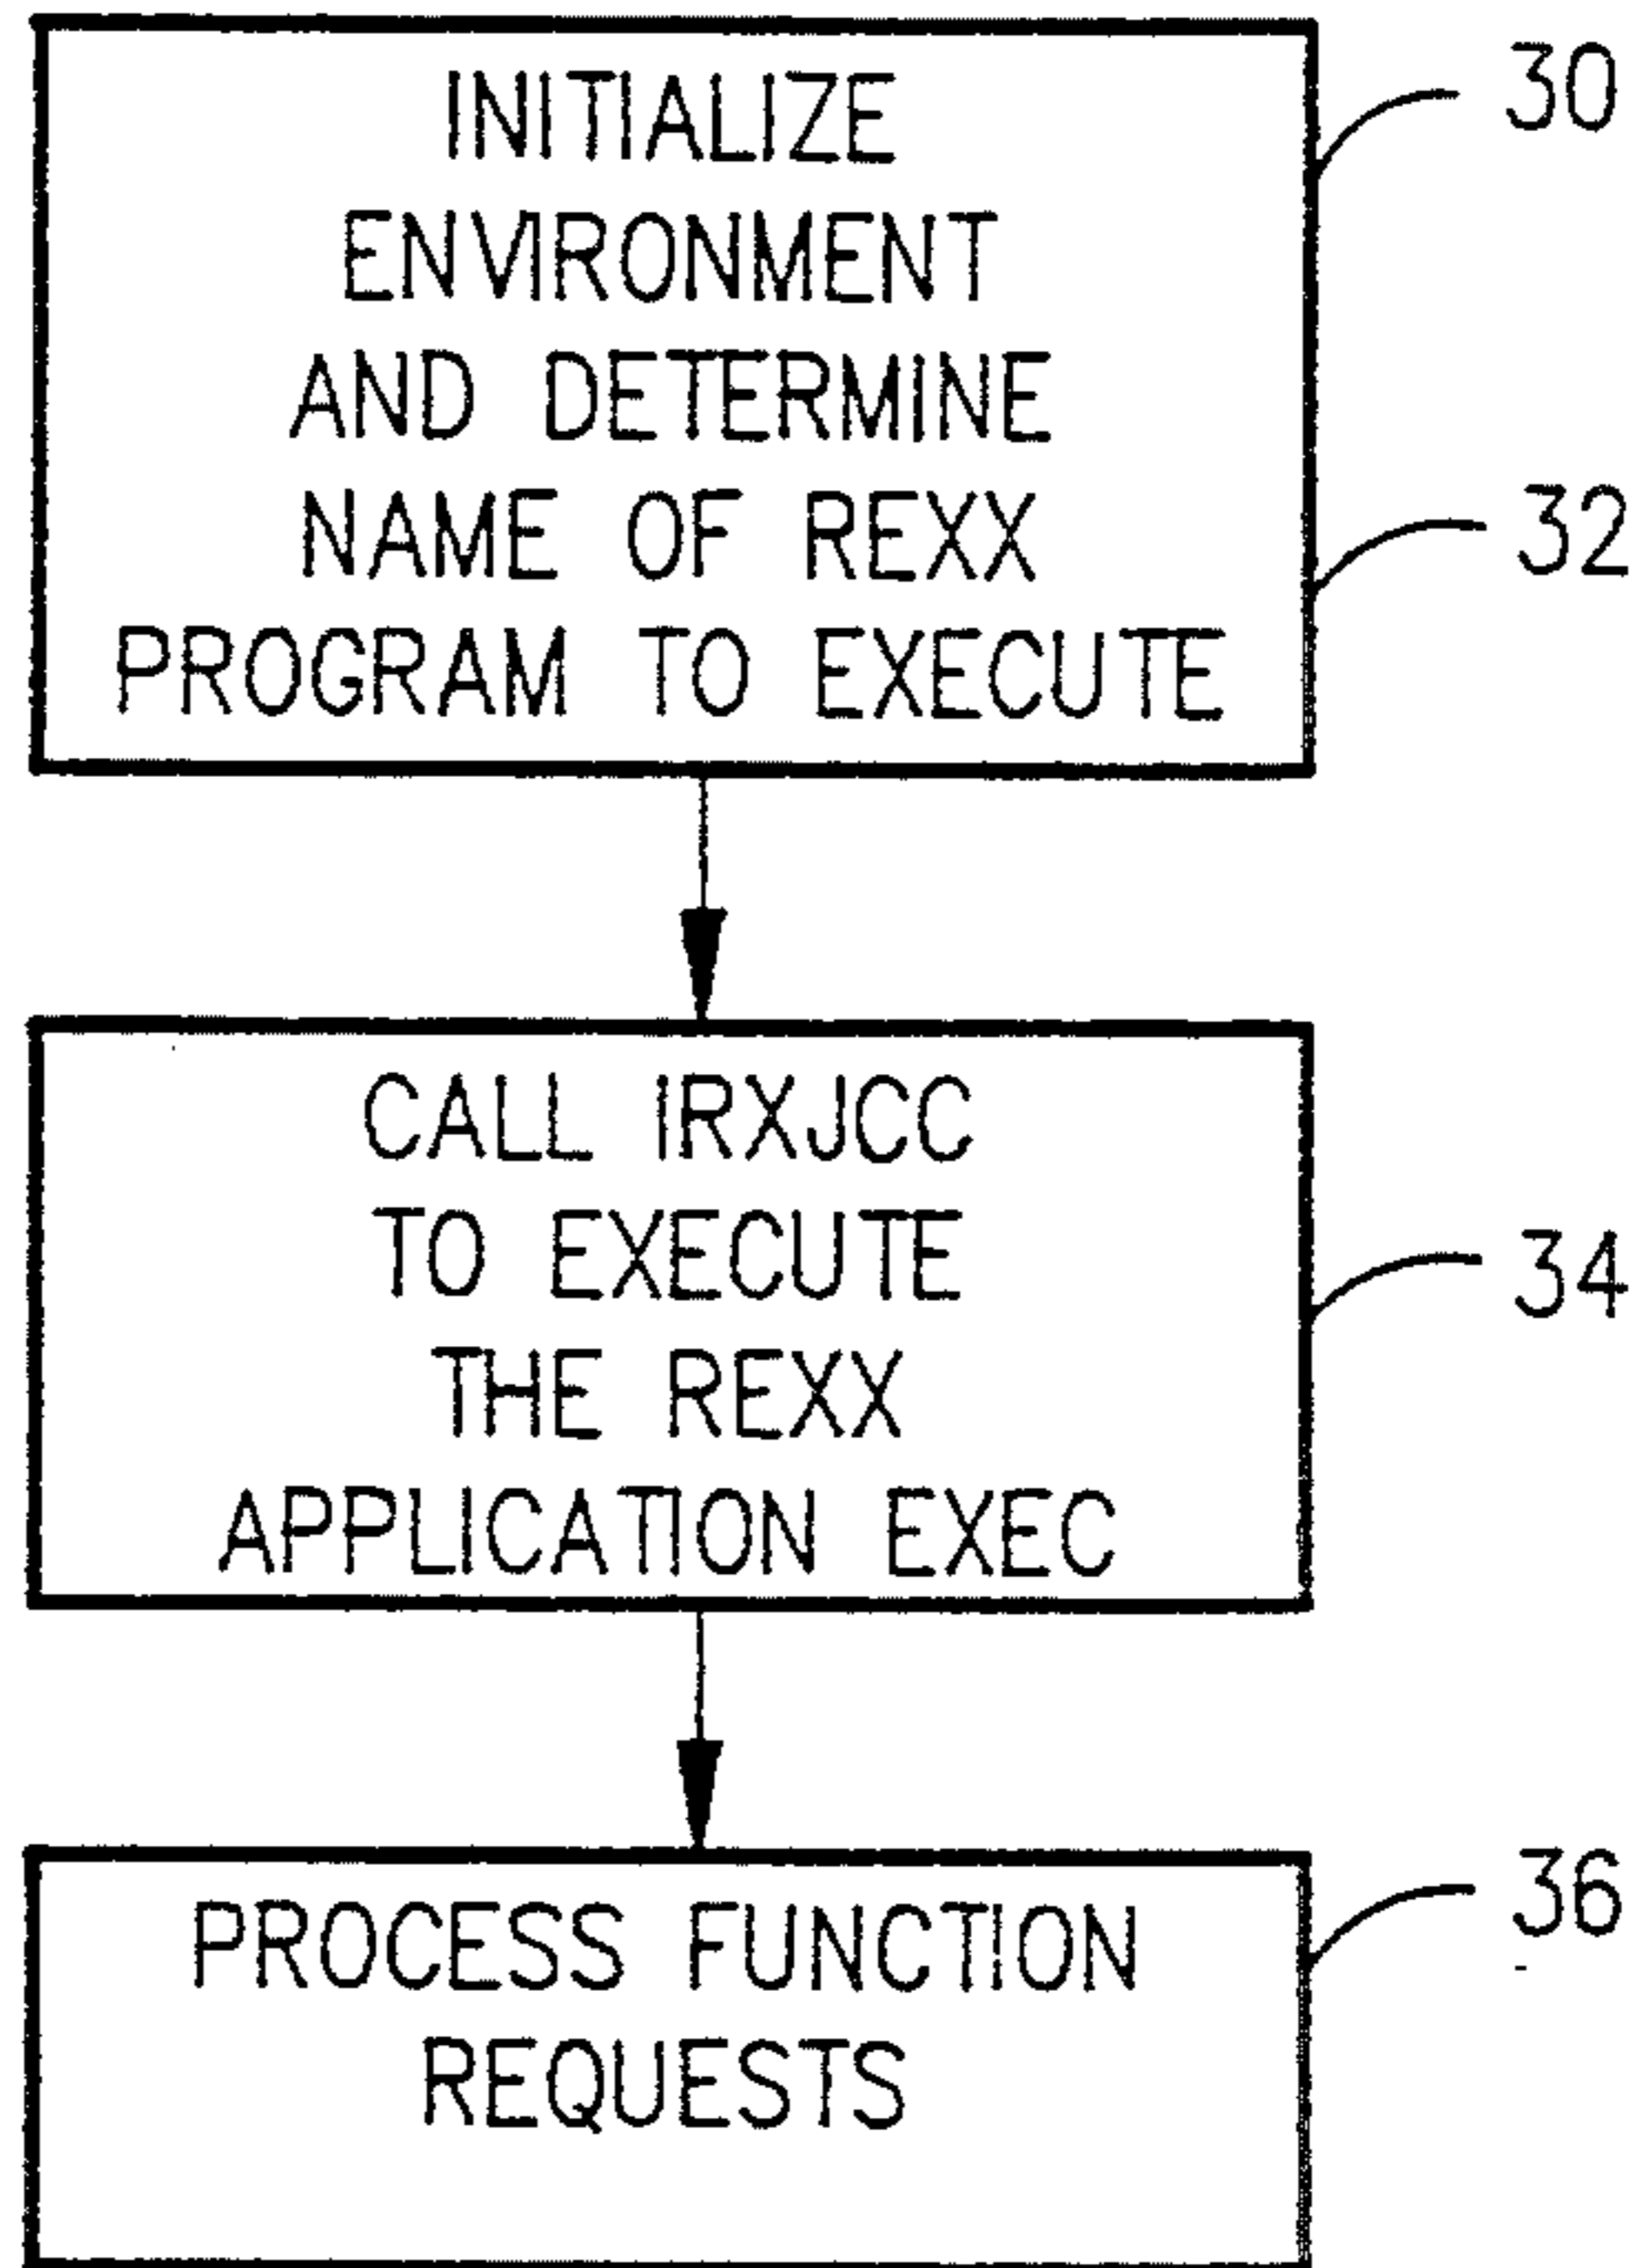 INITIALIZE
30
ENVIRONMENT
AND DETERMINE
NAME OF REXX
32
PROGRAM TO EXECUTE
CALL IRXJCC
TO EXECUTE
34
THE REXX
APPLICATION EXEC
PROCESS FUNCTION
36
REQUESTS